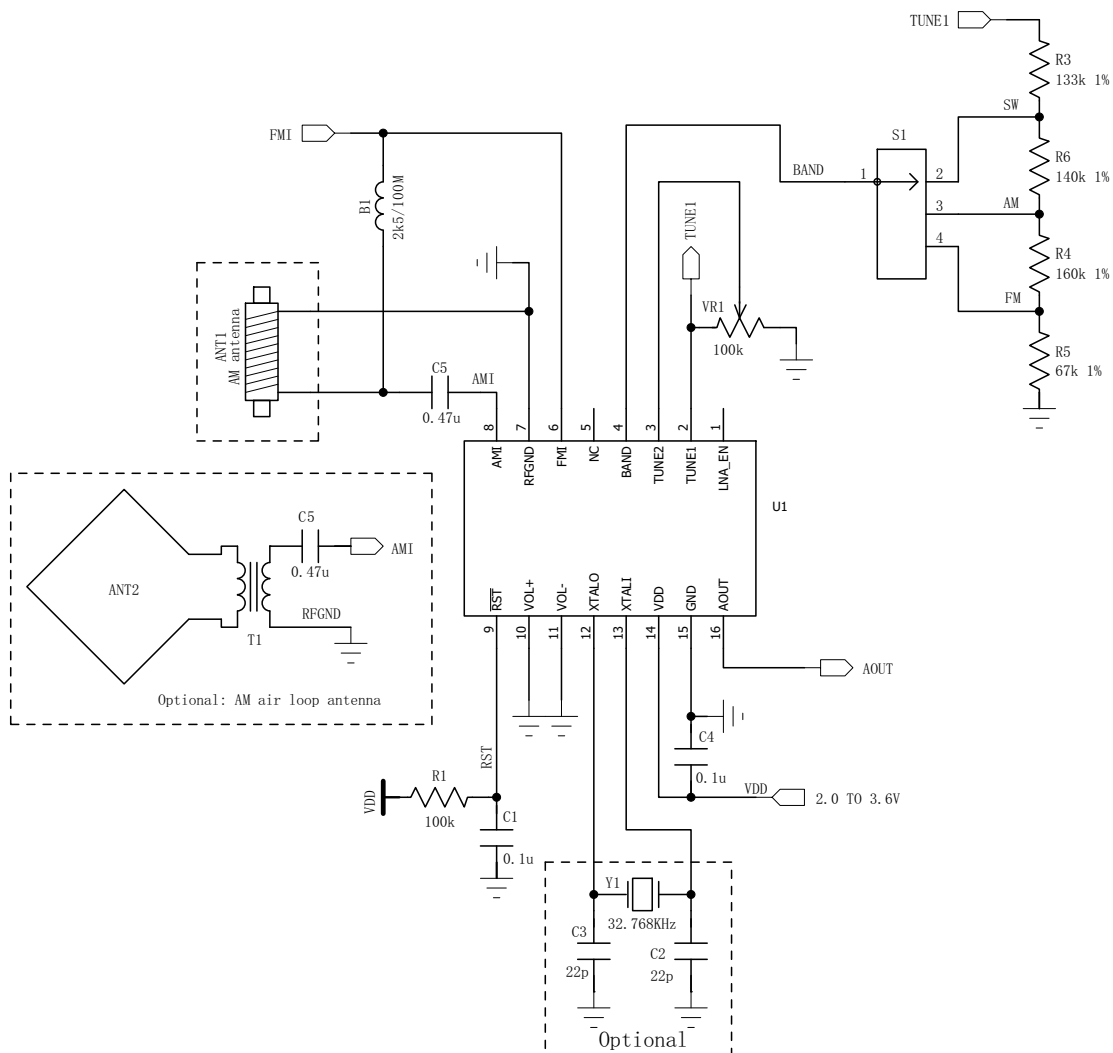 TUNE1
R3
133k 1%
SW
FMI
S1
R6
140k 1%
BAND
1
2
B1
2k5/100M
TUNE1
3
AM
4
R4
160k 1%
VR1
100k
FM
ANT1
AM antenna
R5
67k 1%
C5
AMI
0.47u
8
7
6
5
4
3
2
1
AMI
RFGND
FMI
NC
BAND
TUNE2
TUNE1
LNA_EN
U1
C5
AMI
0.47u
ANT2
RFGND
T1
Optional: AM air loop antenna
RST
VOL+
VOL-
XTALO
XTALI
VDD
GND
AOUT
9
10
11
12
13
14
15
16
AOUT
RST
C4
0.1u
R1
VDD
100k
VDD
2.0 TO 3.6V
C1
0.1u
Y1
32.768KHz
C3
22p
C2
22p
Optional